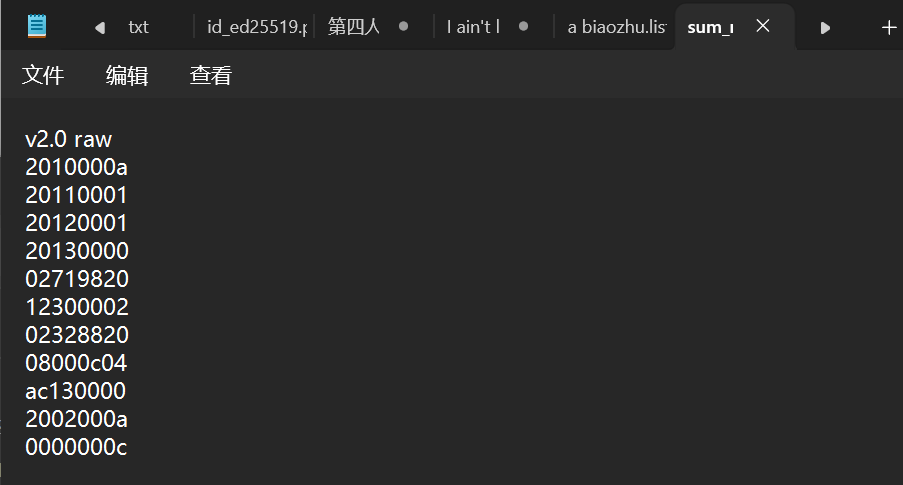 txt
id_ed25519.p
第四人
I ain't l
a biaozhu.lis
sum_r
文件 编辑 查看
v2.0 raw
2010000a
20110001
20120001
20130000
02719820
12300002
02328820
08000c04
ac130000
2002000a
0000000c